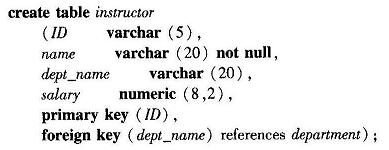 create table instructor
(ID varchar (5),
name varchar (20) not null,
dept_name varchar (20),
salary numeric (8,2),
primary key (ID),
foreign key (dept_name) references department);